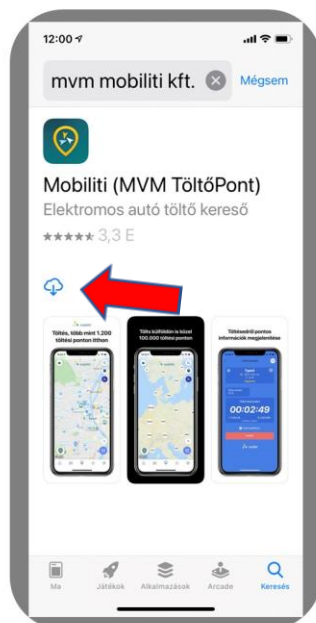 12:00
mvm mobiliti kft.
Mégsem
Mobiliti (MVM TöltőPont)
Elektromos autó töltő kereső
3,3 E
Töltés, több mint 1.200
töltési ponton itthon
Tölts külföldön is közel
100.000 töltési ponton
Töltéseidről pontos
információk megjelenítése
00:02:49
Ma
Játékok
Alkalmazások
Arcade
Keresés